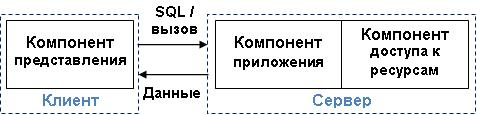 SQL /
вызов
Компонент
представления
Компонент
приложения
Компонент
доступа к
ресурсам
Данные
Клиент
Сервер